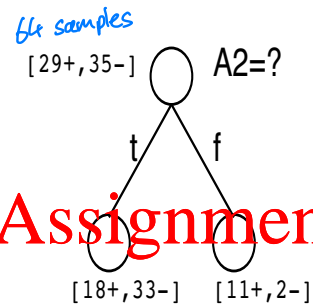 64 samples
[29+,35-] A2=?
t f
Assignmen
[18+,33-] [11+,2-]